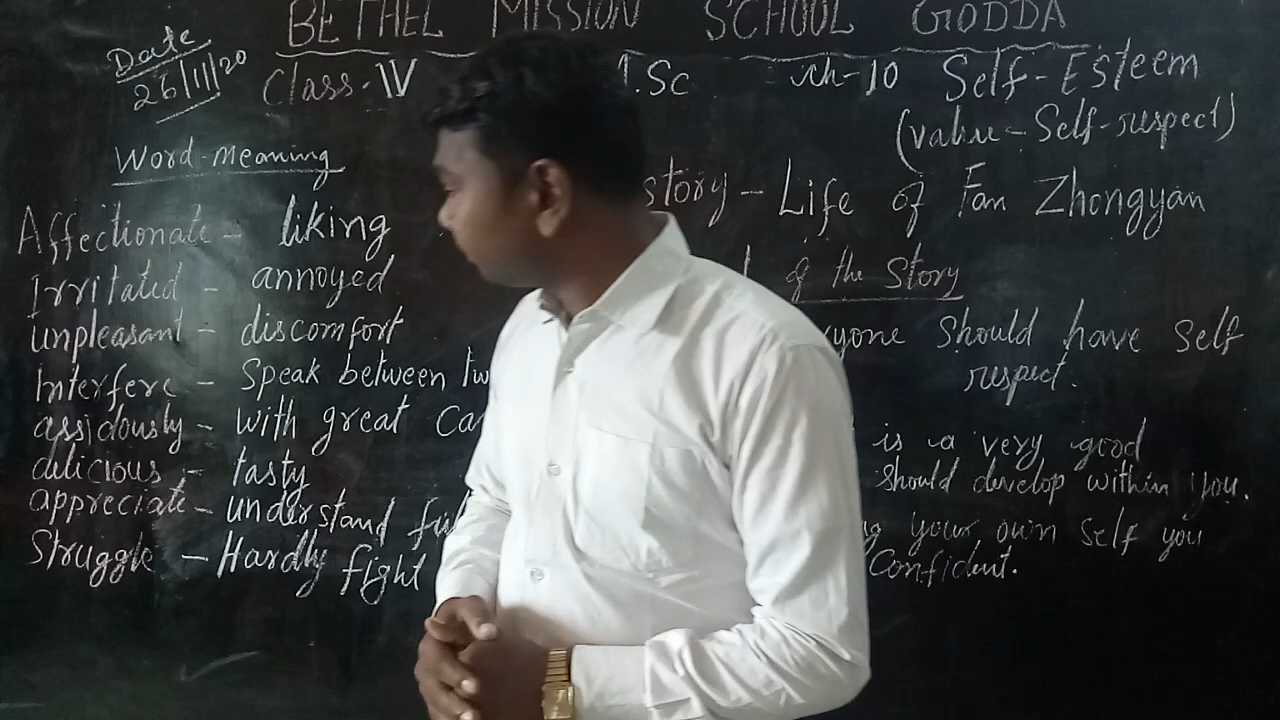 BETHEL MISSION SCHOOL GODDA
Date
26/11/20
Class-IV .Sc ch-10 Self-Esteem
(value-Self-respect)
Word-meaning
story - Life of Fan Zhongyan
Affectionate - liking
of the Story
Irritated - annoyed
should have Self
respect.
unpleasant - discomfort
Interfere - Speak between
assidously - with great
is a very good
delicious - tasty
should develop within you.
appreciate - understand
your own self you
Struggle - Hardly fight
Confident.